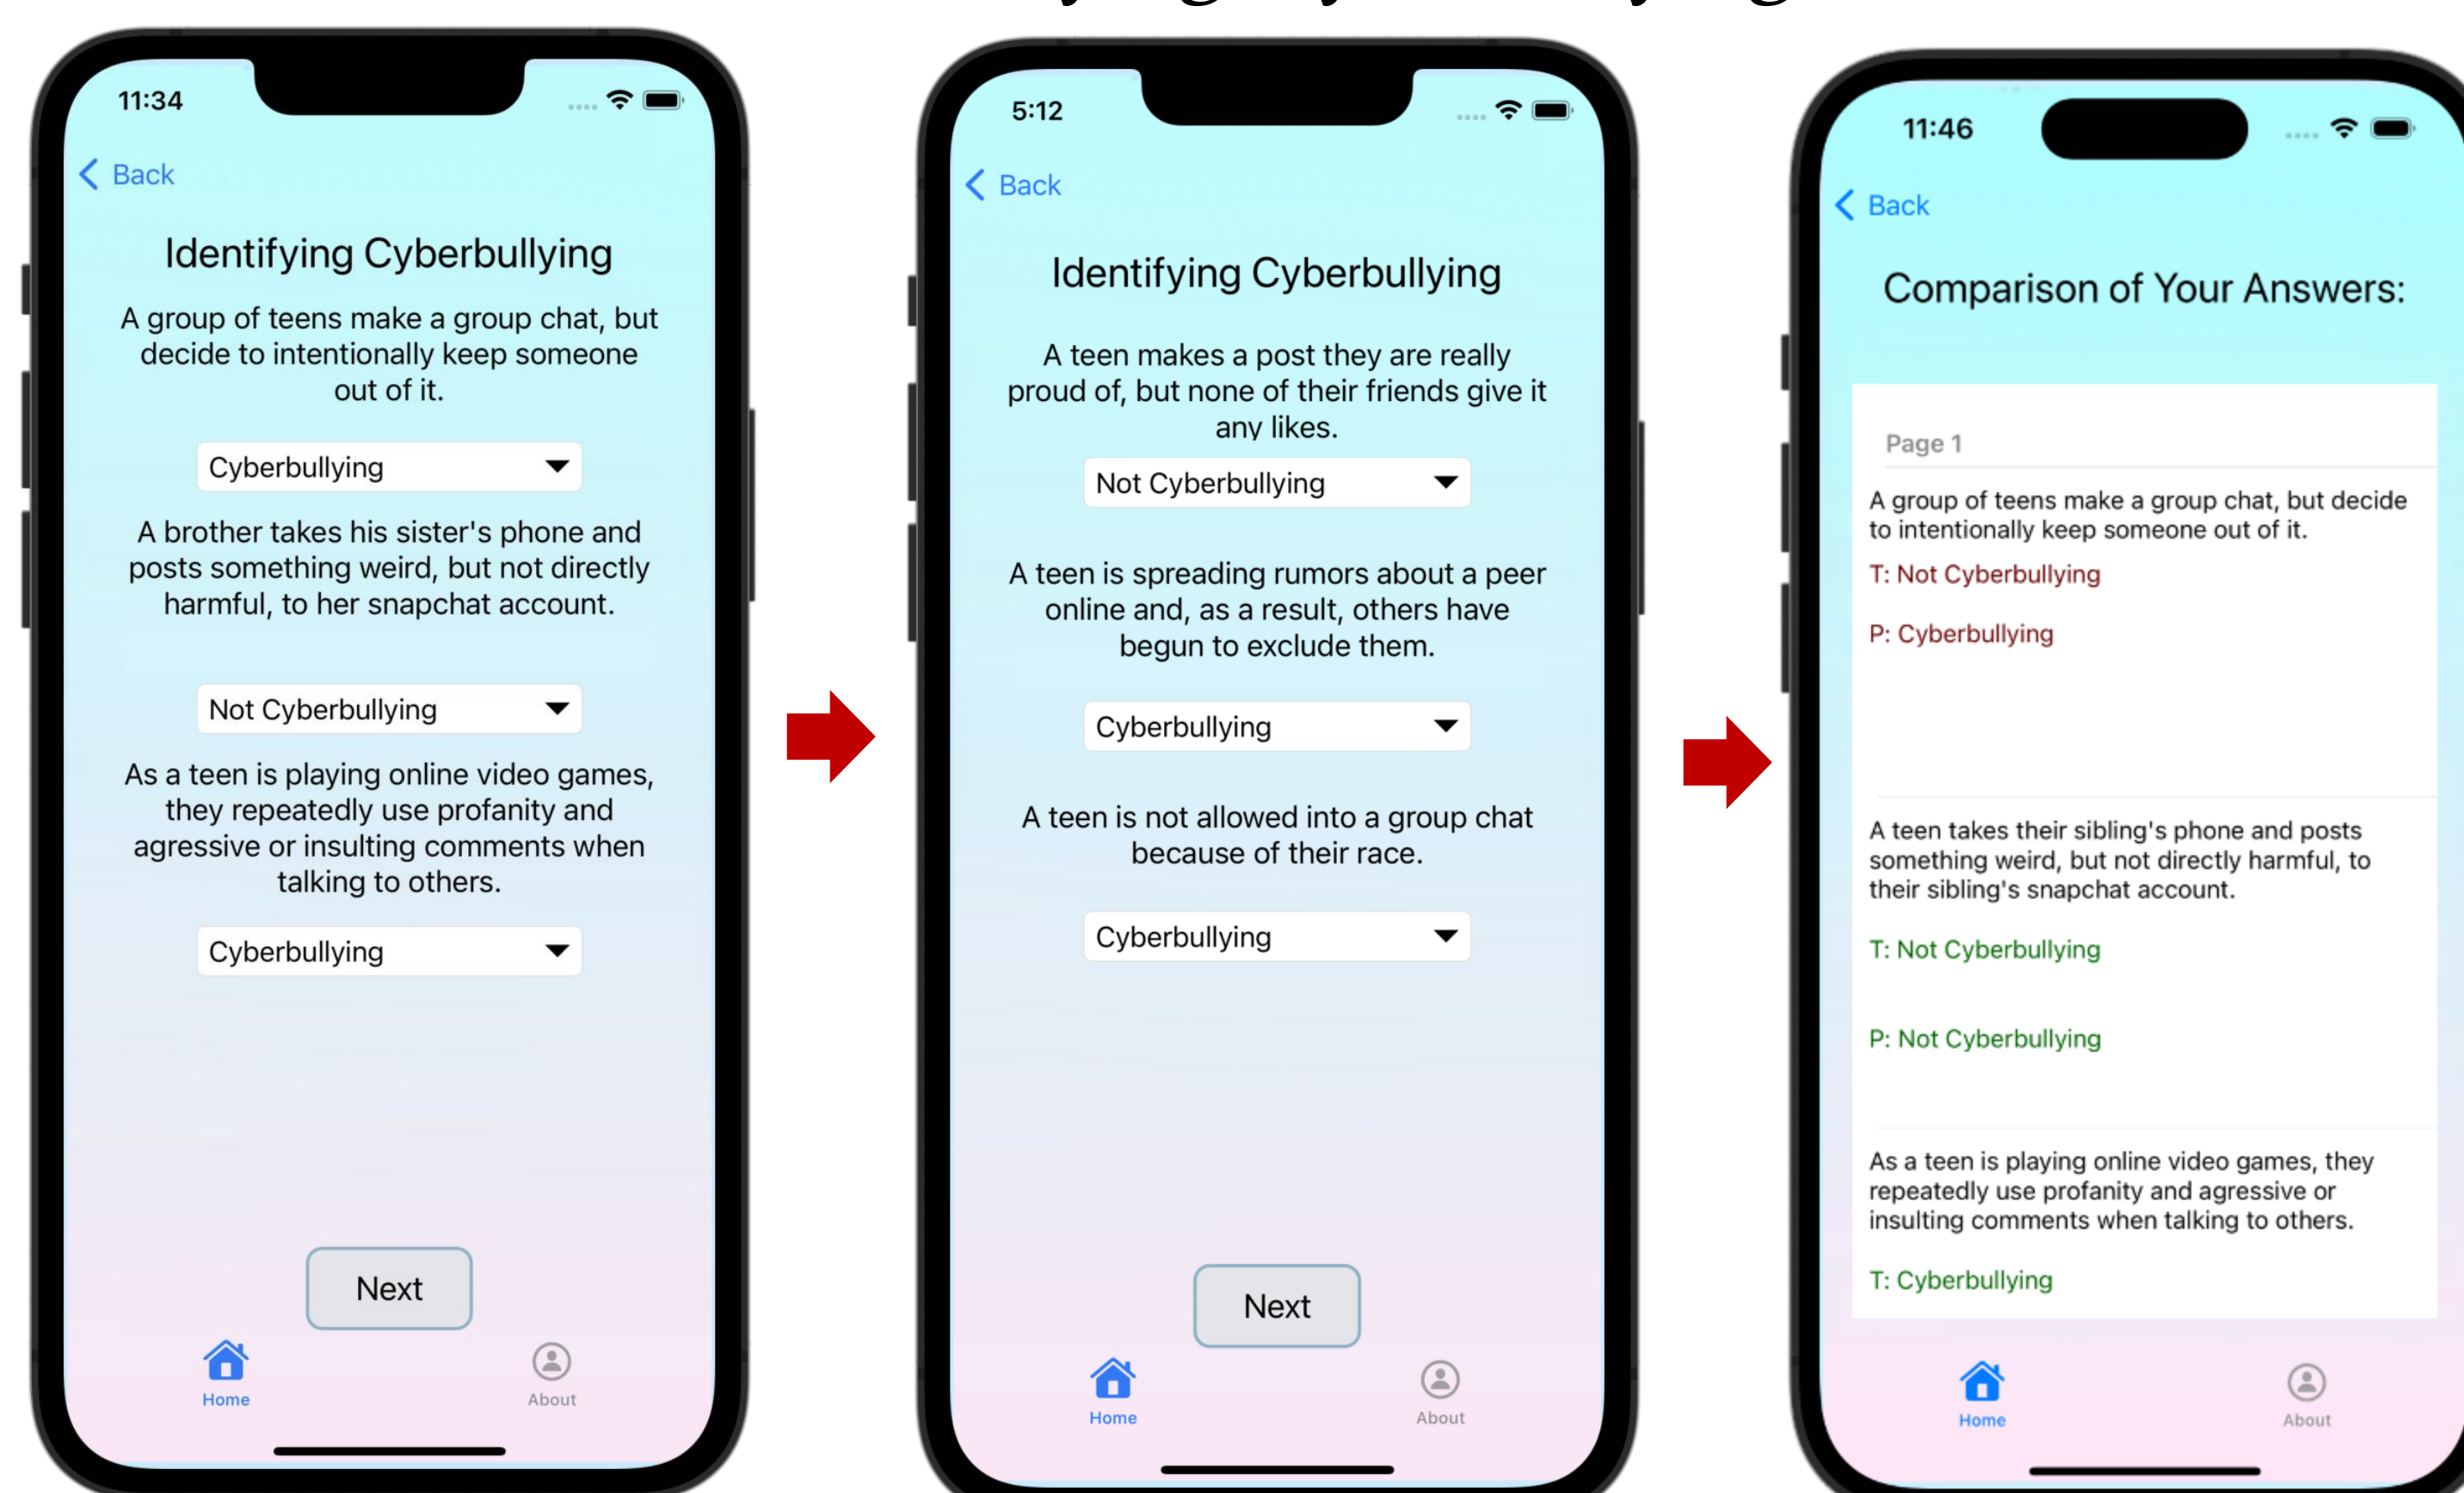 11:34
Back
Identifying Cyberbullying
A group of teens make a group chat, but
decide to intentionally keep someone
out of it.
Cyberbullying
A brother takes his sister's phone and
posts something weird, but not directly
harmful, to her snapchat account.
Not Cyberbullying
As a teen is playing online video games,
they repeatedly use profanity and
agressive or insulting comments when
talking to others.
Cyberbullying
Next
Home
About
5:12
Back
Identifying Cyberbullying
A teen makes a post they are really
proud of, but none of their friends give it
any likes.
Not Cyberbullying
A teen is spreading rumors about a peer
online and, as a result, others have
begun to exclude them.
Cyberbullying
A teen is not allowed into a group chat
because of their race.
Cyberbullying
Next
Home
About
11:46
Back
Comparison of Your Answers:
Page 1
A group of teens make a group chat, but decide
to intentionally keep someone out of it.
T: Not Cyberbullying
P: Cyberbullying
A teen takes their sibling's phone and posts
something weird, but not directly harmful, to
their sibling's snapchat account.
T: Not Cyberbullying
P: Not Cyberbullying
As a teen is playing online video games, they
repeatedly use profanity and agressive or
insulting comments when talking to others.
T: Cyberbullying
Home
About